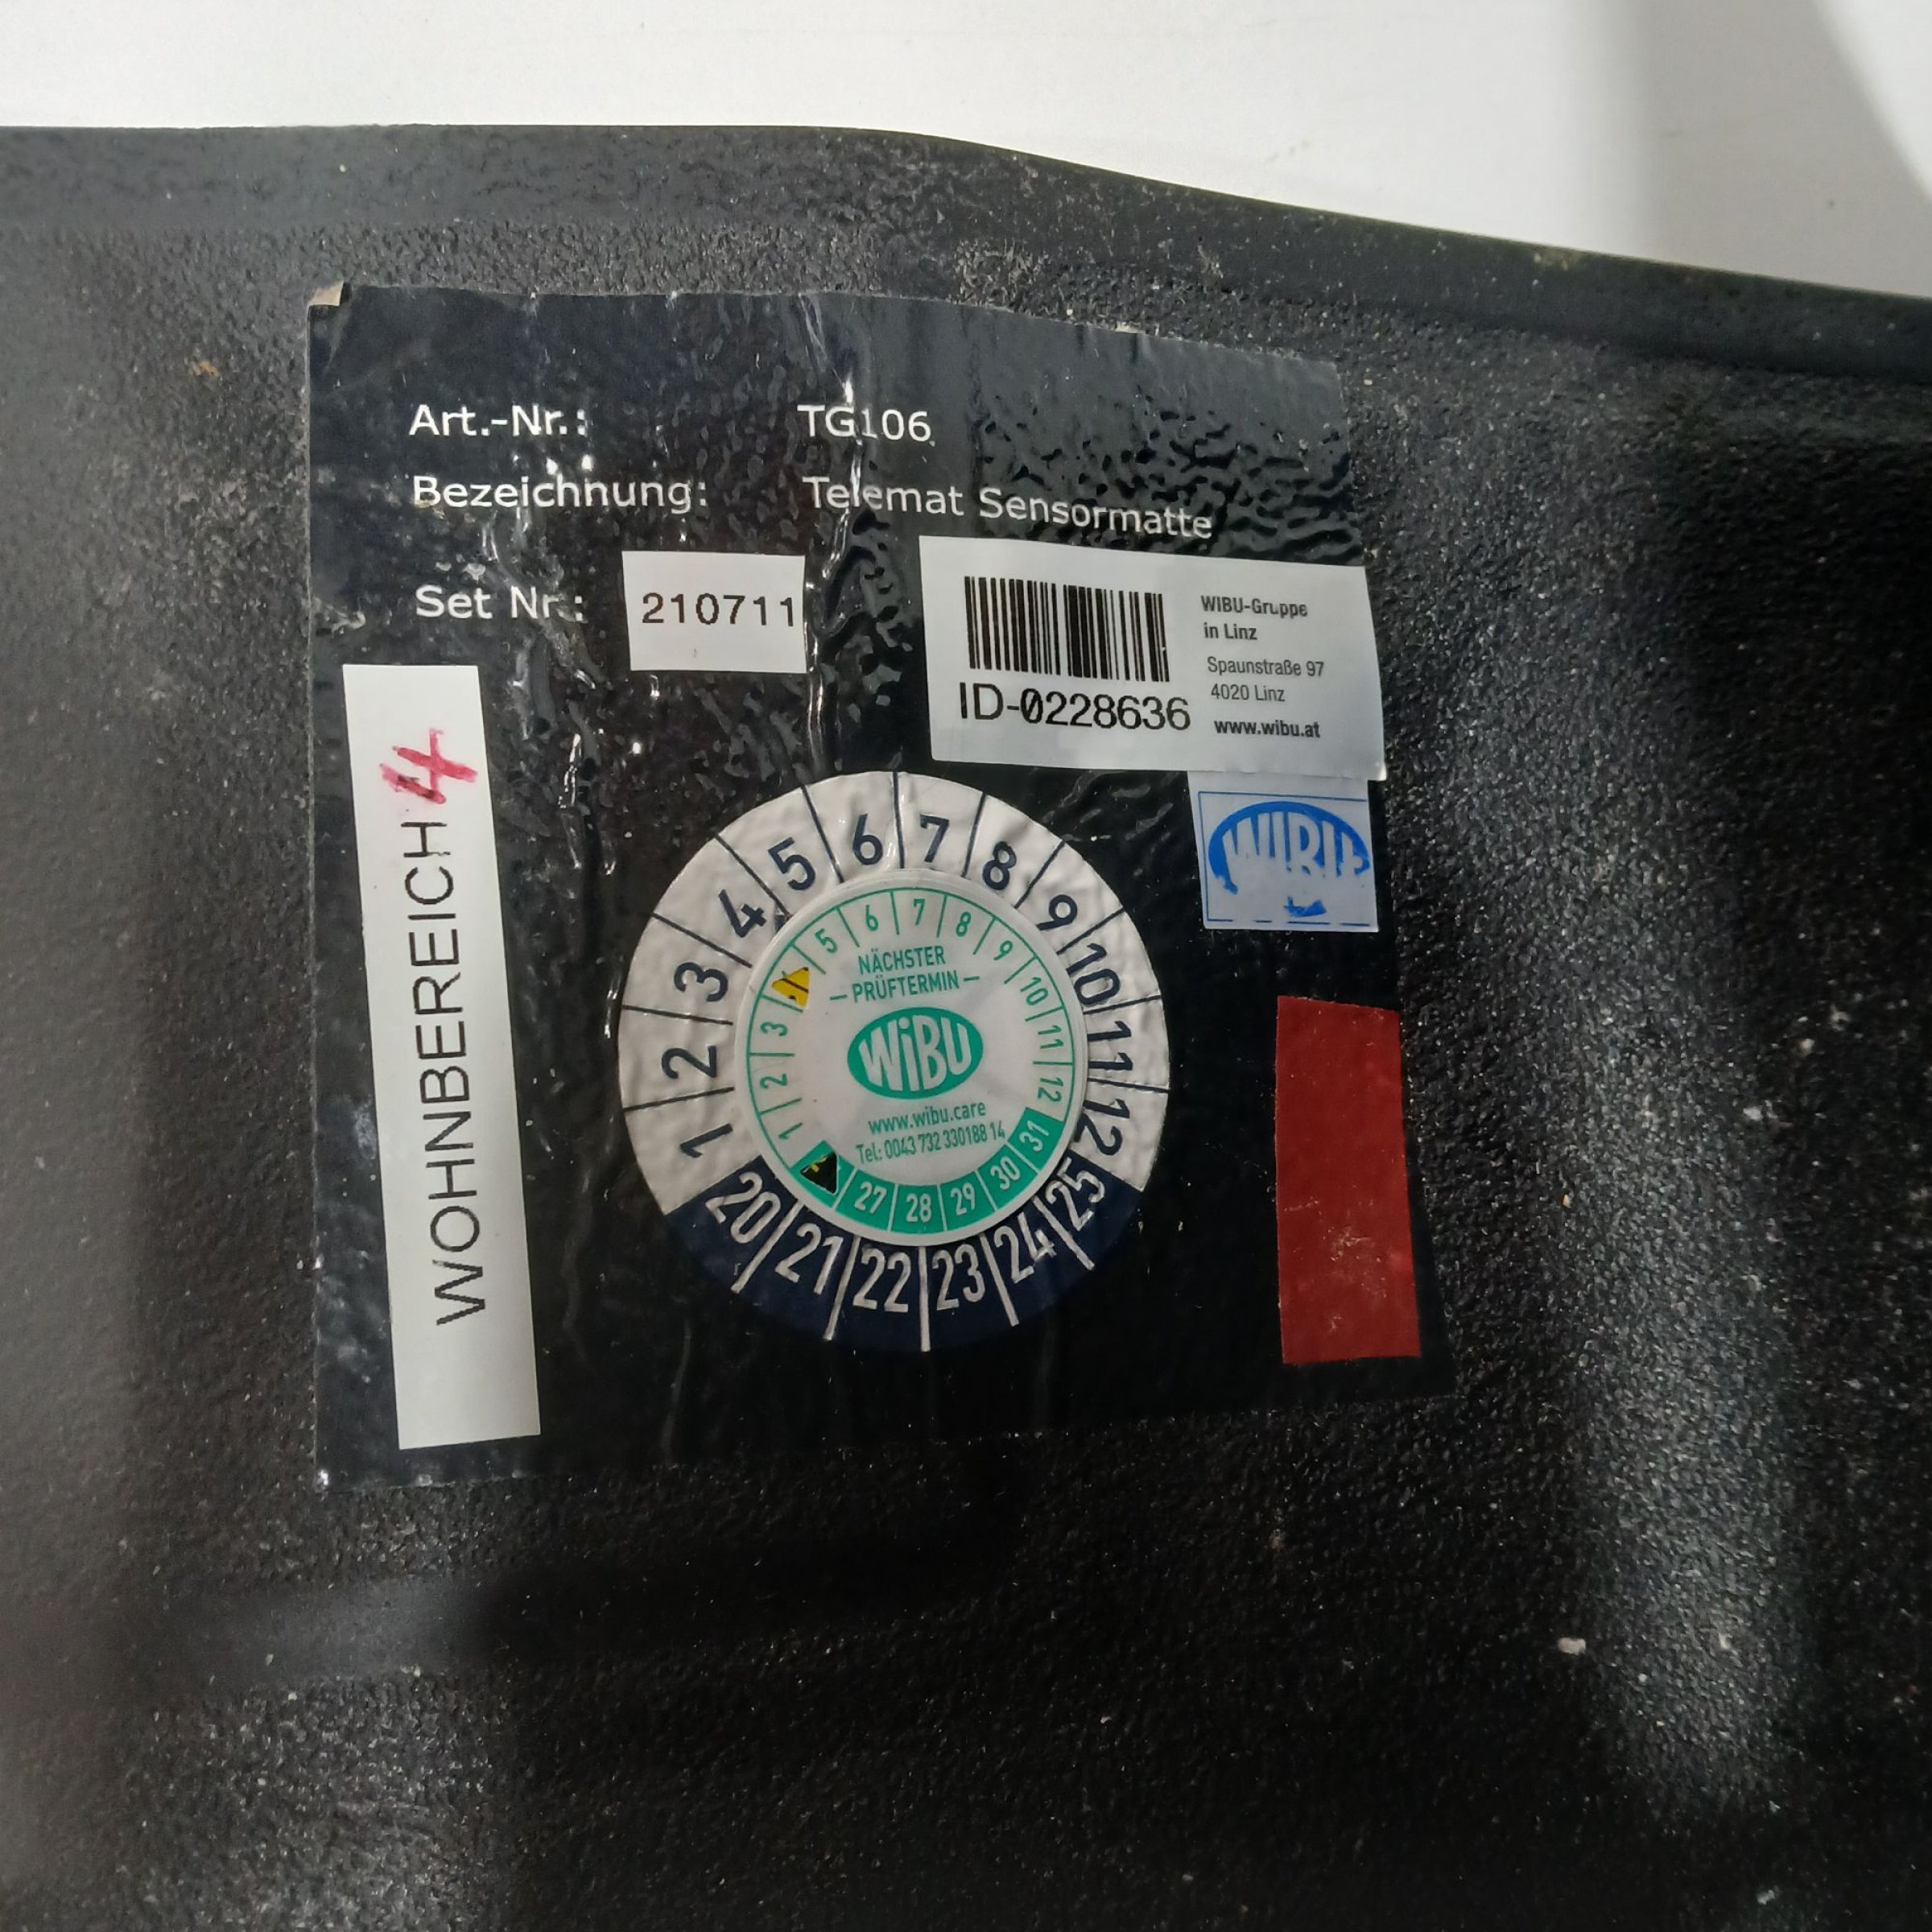 Art.-Nr.: TG106
Bezeichnung: Telemat Sensormatte
Set Nr.: 210711
WIBU-Gruppe
in Linz
Spaunstraße 97
4020 Linz
www.wibu.at
ID-0228636
WIBU
WOHNBEREICH 4
1 2 3 4 5 6 7 8 9 10 11 12
20 21 22 23 24 25
1 2 3 5 6 7 8 9 10 11 12
27 28 29 30 31
NÄCHSTER
– PRÜFTERMIN –
WiBU
www.wibu.care
Tel: 0043 732 330188 14